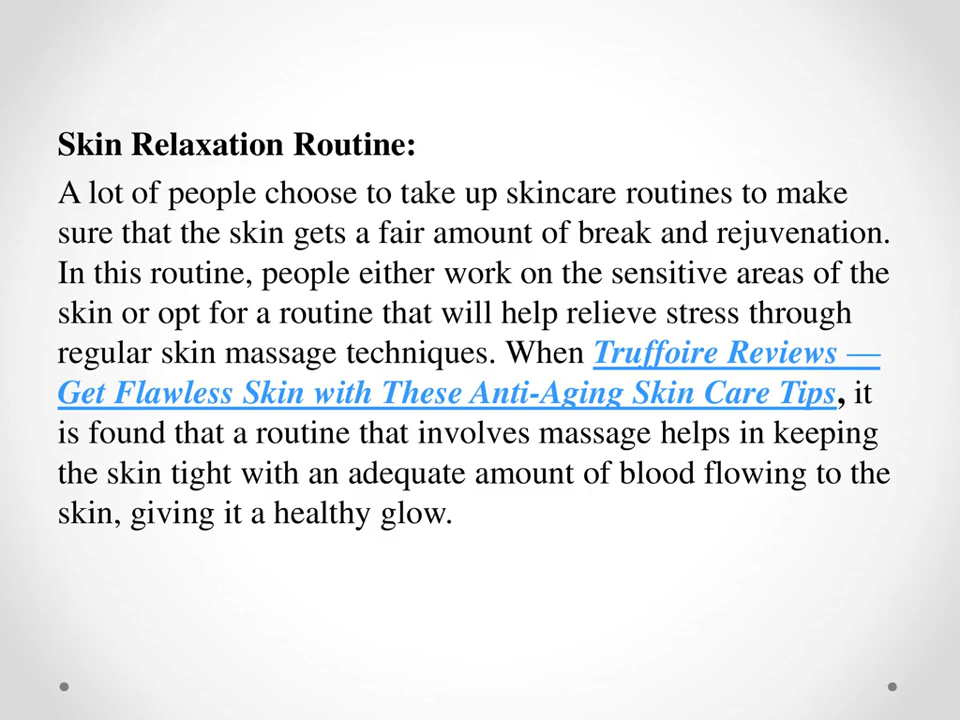 Skin Relaxation Routine:
A lot of people choose to take up skincare routines to make
sure that the skin gets a fair amount of break and rejuvenation.
In this routine, people either work on the sensitive areas of the
skin or opt for a routine that will help relieve stress through
regular skin massage techniques. When Truffoire Reviews —
Get Flawless Skin with These Anti-Aging Skin Care Tips, it
is found that a routine that involves massage helps in keeping
the skin tight with an adequate amount of blood flowing to the
skin, giving it a healthy glow.